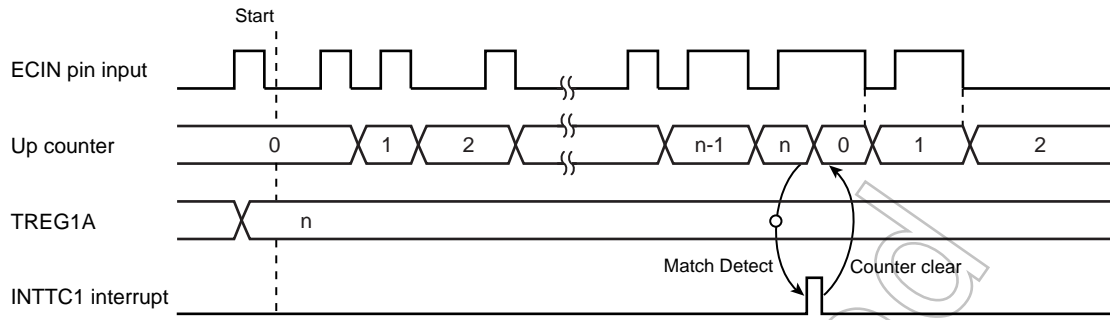 Start
ECIN pin input
Up counter 0 1 2 n-1 n 0 1 2
TREG1A n
Match Detect Counter clear
INTTC1 interrupt